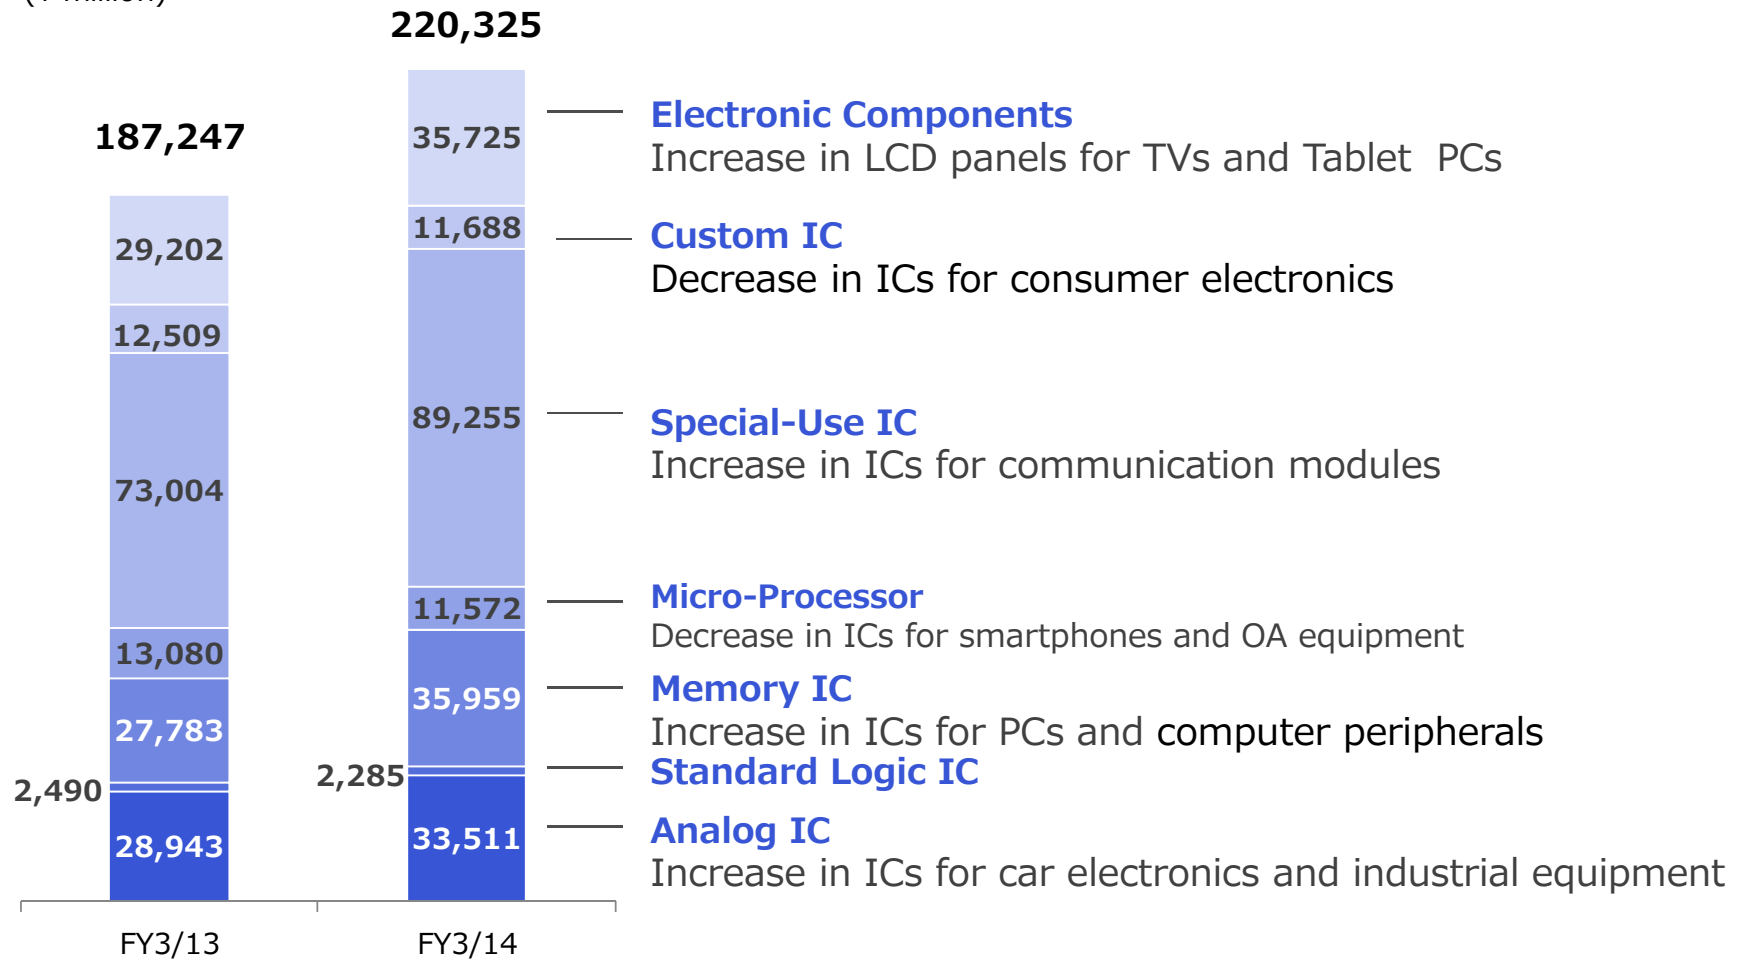 220,325
187,247
35,725
11,688
89,255
11,572
35,959
2,285
33,511
29,202
12,509
73,004
13,080
27,783
2,490
28,943
FY3/13
FY3/14
Electronic Components
Increase in LCD panels for TVs and Tablet PCs
Custom IC
Decrease in ICs for consumer electronics
Special-Use IC
Increase in ICs for communication modules
Micro-Processor
Decrease in ICs for smartphones and OA equipment
Memory IC
Increase in ICs for PCs and computer peripherals
Standard Logic IC
Analog IC
Increase in ICs for car electronics and industrial equipment